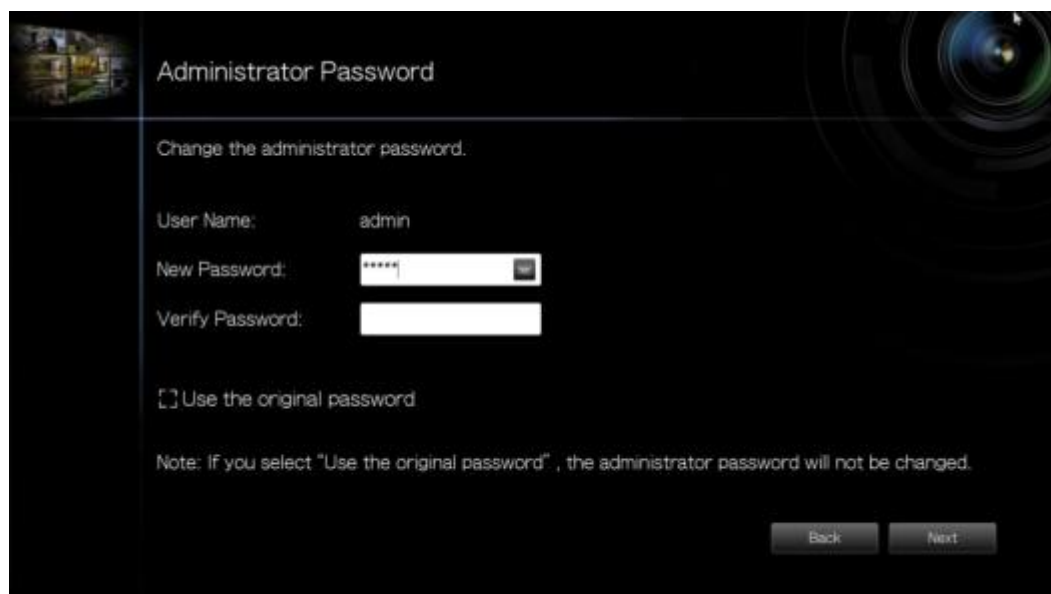 Administrator Password
Change the administrator password.
User Name: admin
New Password: *****
Verify Password:
Use the original password
Note: If you select "Use the original password" , the administrator password will not be changed.
Back Next